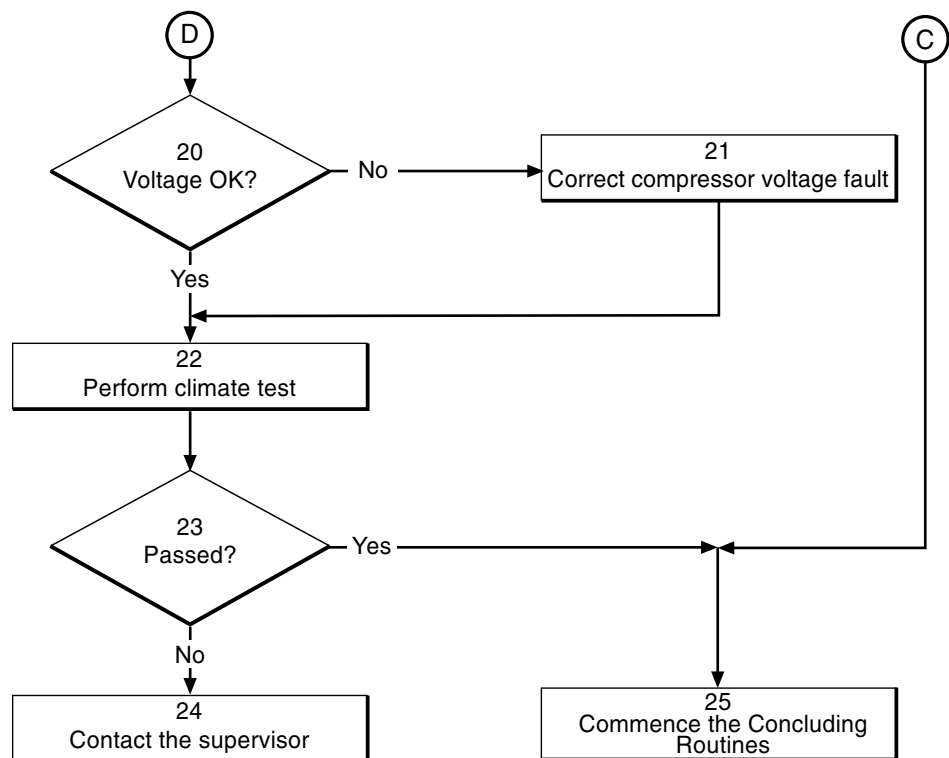 D
C
20
Voltage OK?
No
21
Correct compressor voltage fault
Yes
22
Perform climate test
23
Passed?
Yes
No
24
Contact the supervisor
25
Commence the Concluding
Routines